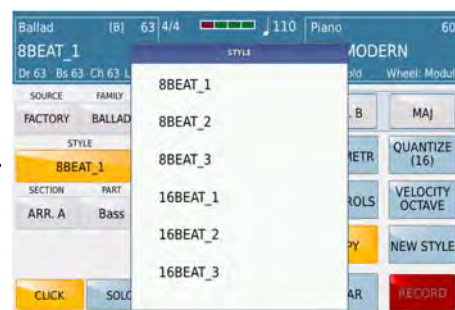 Ballad [B] 63 4/4 ♩110 Piano 60
8BEAT_1 MODERN
Dr 63 Bs 63 Ch 63 Wheel: Modul
STYLE
8BEAT_1
8BEAT_2
8BEAT_3
16BEAT_1
16BEAT_2
16BEAT_3
SOURCE FAMILY
FACTORY BALLAD
STYLE
8BEAT_1
SECTION PART
ARR. A Bass
CLICK SOLO
B MAJ
METR QUANTIZE
(16)
ROLS VELOCITY
OCTAVE
PY NEW STYLE
AR RECORD